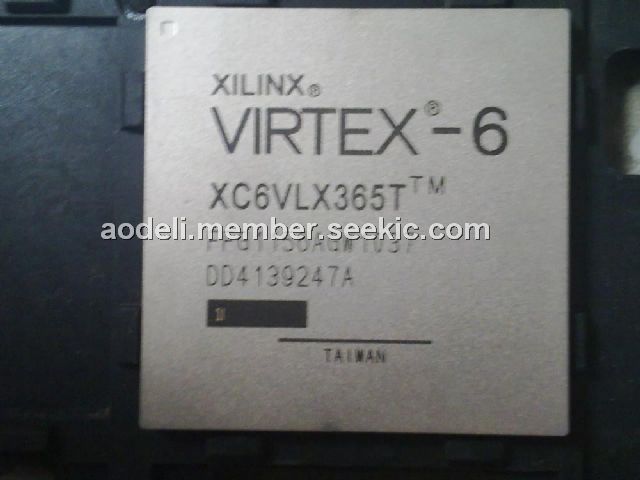 XILINX®
VIRTEX®-6
XC6VLX365T™
aodeli.member.seekic.com
DD4139247A
TAIWAN